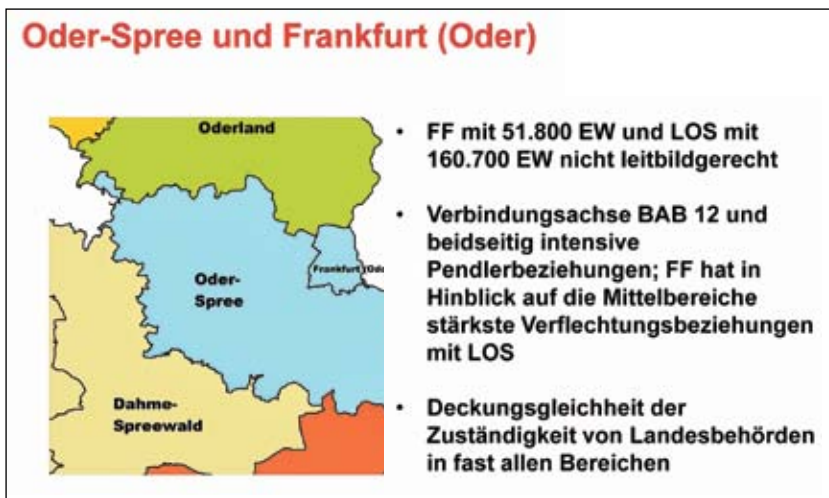 Oder-Spree und Frankfurt (Oder)
Oderland
Frankfurt (Ode
Oder-
Spree
Dahme-
Spreewald
• FF mit 51.800 EW und LOS mit
160.700 EW nicht leitbildgerecht
• Verbindungsachse BAB 12 und
beidseitig intensive
Pendlerbeziehungen; FF hat in
Hinblick auf die Mittelbereiche
stärkste Verflechtungsbeziehungen
mit LOS
• Deckungsgleichheit der
Zuständigkeit von Landesbehörden
in fast allen Bereichen